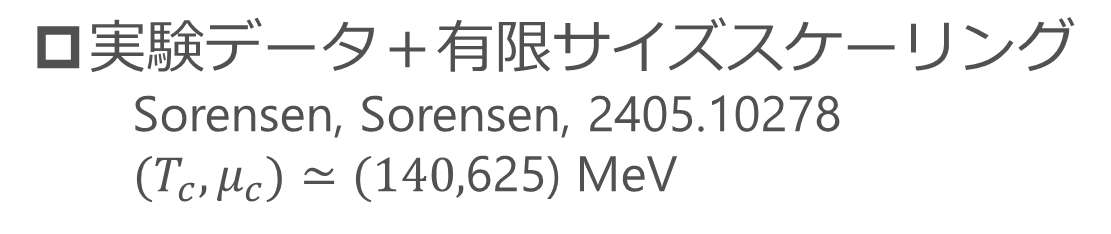 □実験データ＋有限サイズスケーリング
Sorensen, Sorensen, 2405.10278
(T_c, μ_c) ≃ (140,625) MeV